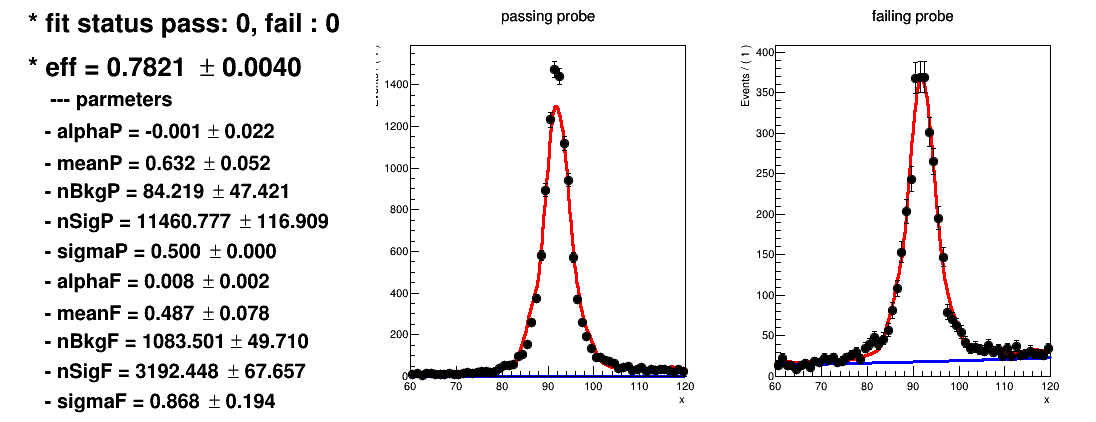 * fit status pass: 0, fail : 0
* eff = 0.7821 ± 0.0040
--- parmeters
- alphaP = -0.001 ± 0.022
- meanP = 0.632 ± 0.052
- nBkgP = 84.219 ± 47.421
- nSigP = 11460.777 ± 116.909
- sigmaP = 0.500 ± 0.000
- alphaF = 0.008 ± 0.002
- meanF = 0.487 ± 0.078
- nBkgF = 1083.501 ± 49.710
- nSigF = 3192.448 ± 67.657
- sigmaF = 0.868 ± 0.194
passing probe
1400
1200
1000
800
600
400
200
0
60 70 80 90 100 110 120
x
failing probe
Events / ( 1 )
400
350
300
250
200
150
100
50
0
60 70 80 90 100 110 120
x